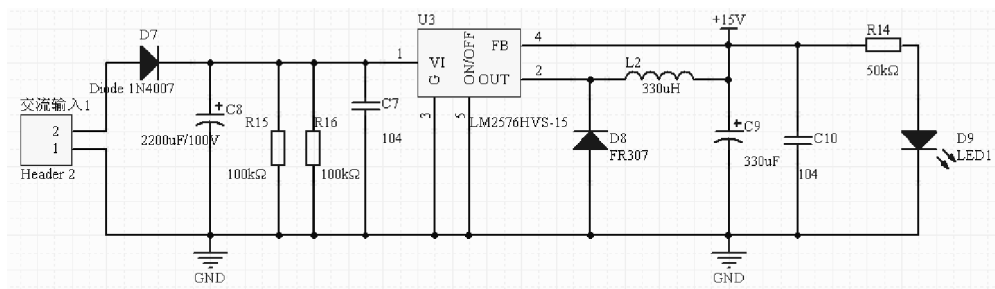 交流输入1
2
1
Header 2
D7
Diode 1N4007
C8
2200uF/100V
R15
100kΩ
R16
100kΩ
C7
104
U3
1
VI
G
ON/OFF
FB
OUT
4
2
3
5
LM2576HVS-15
D8
FR307
L2
330uH
+15V
C9
330uF
C10
104
R14
50kΩ
D9
LED1
GND
GND